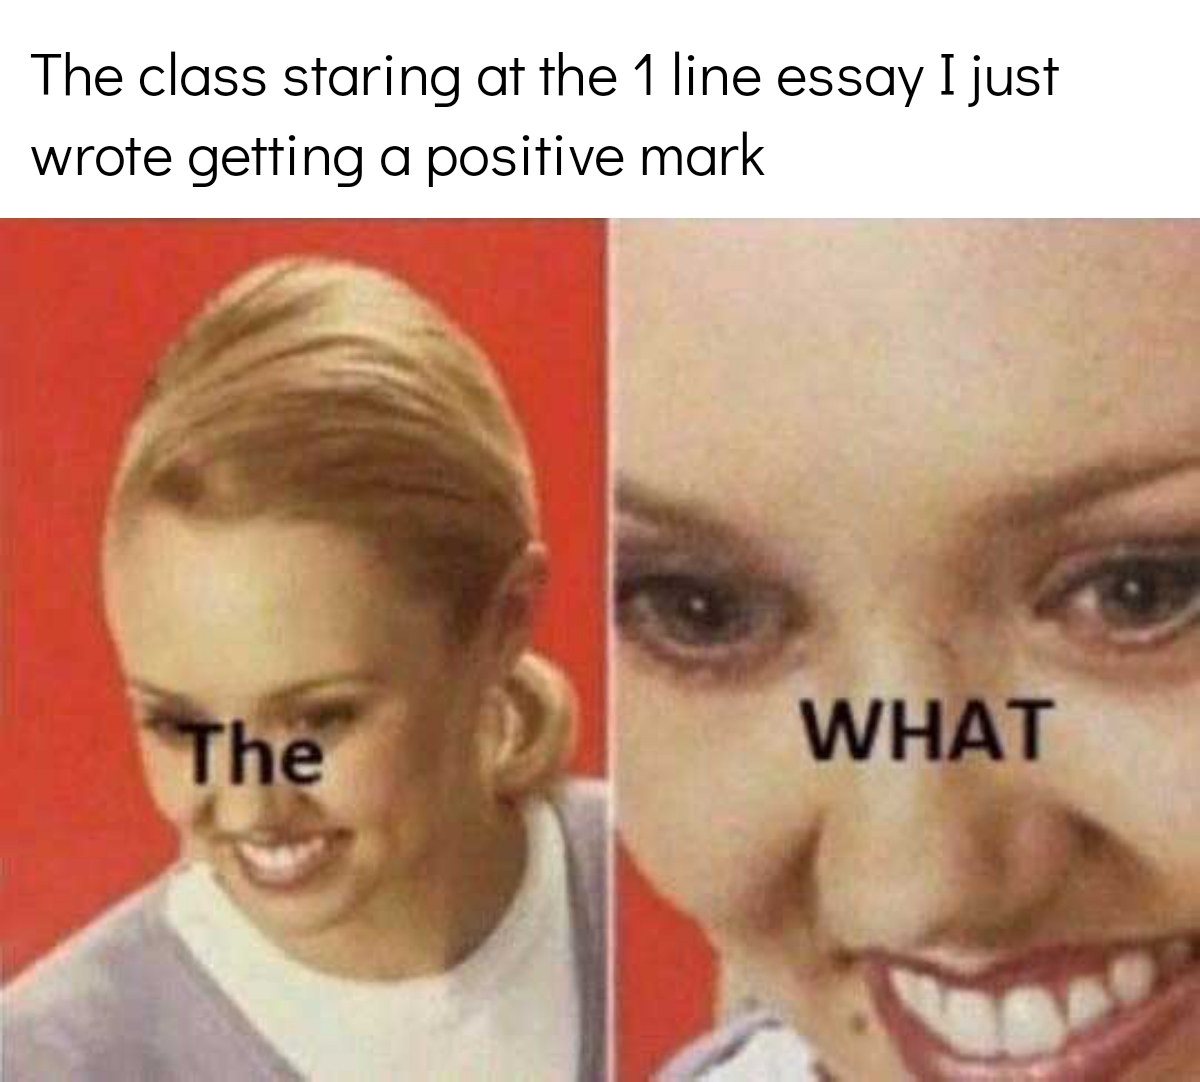 The class staring at the 1 line essay I just
wrote getting a positive mark
The
WHAT